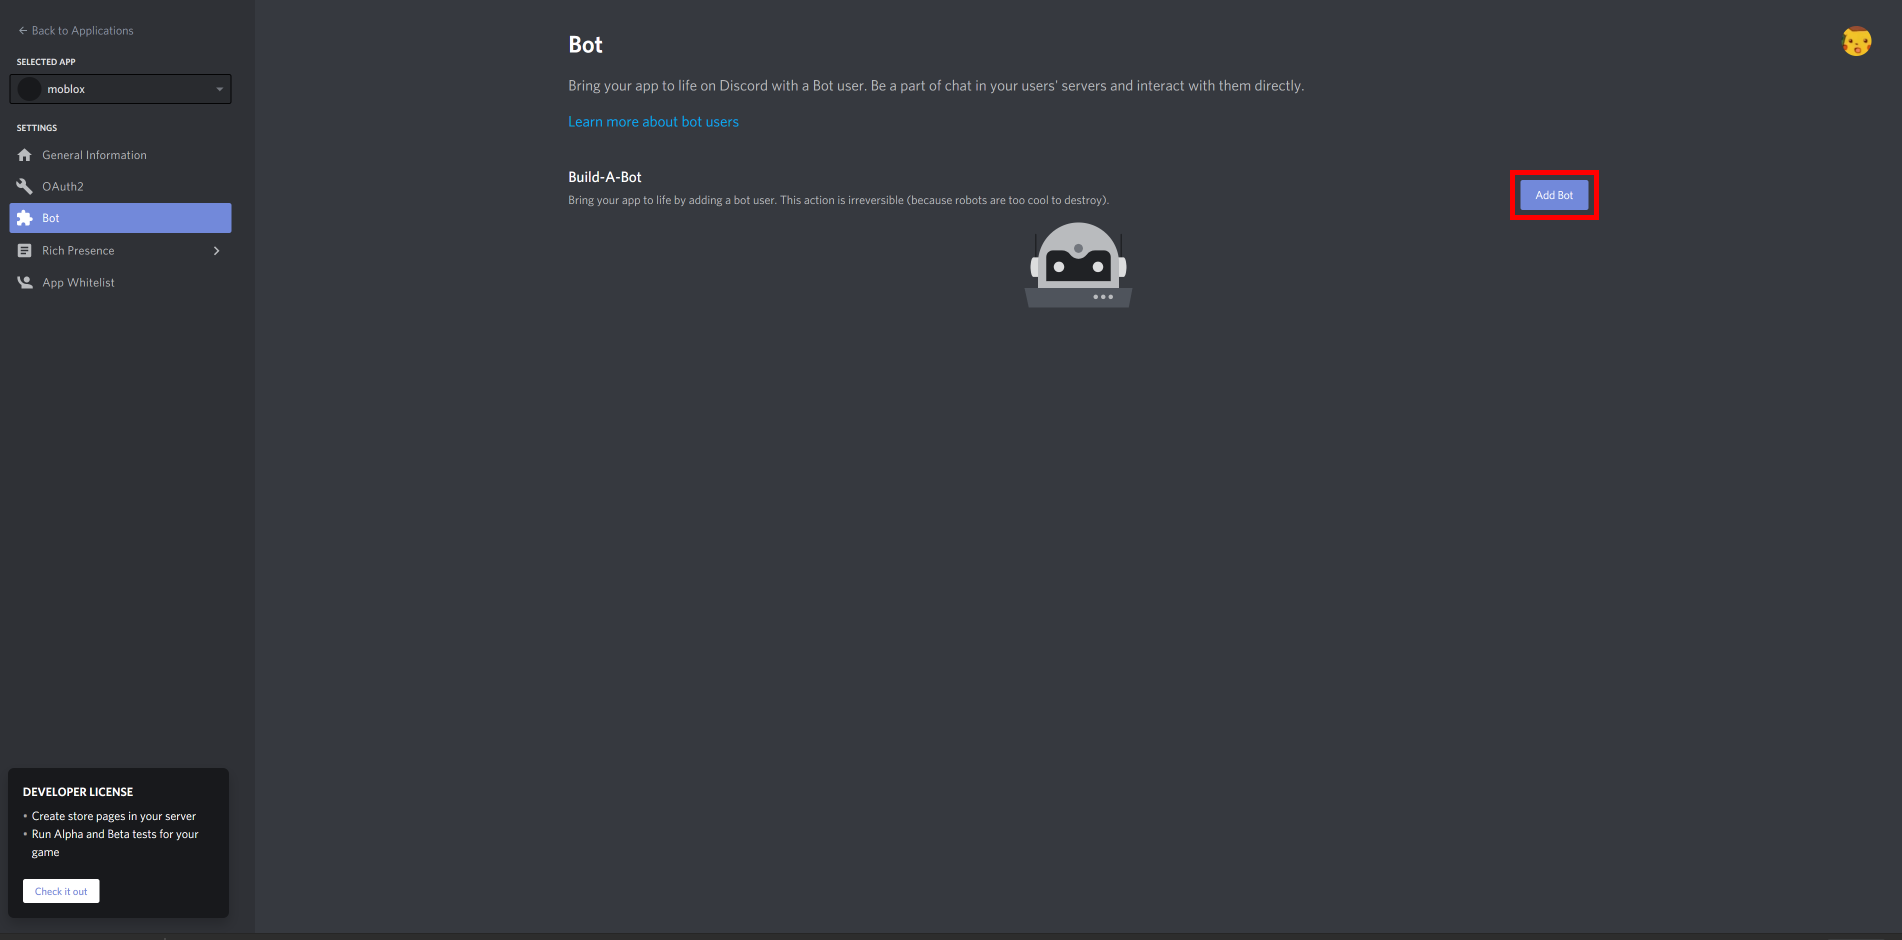 Back to Applications
SELECTED APP
moblox
SETTINGS
General Information
OAuth2
Bot
Rich Presence
App Whitelist
DEVELOPER LICENSE
• Create store pages in your server
• Run Alpha and Beta tests for your
game
Check it out
Bot
Bring your app to life on Discord with a Bot user. Be a part of chat in your users' servers and interact with them directly.
Learn more about bot users
Build-A-Bot
Bring your app to life by adding a bot user. This action is irreversible (because robots are too cool to destroy).
Add Bot